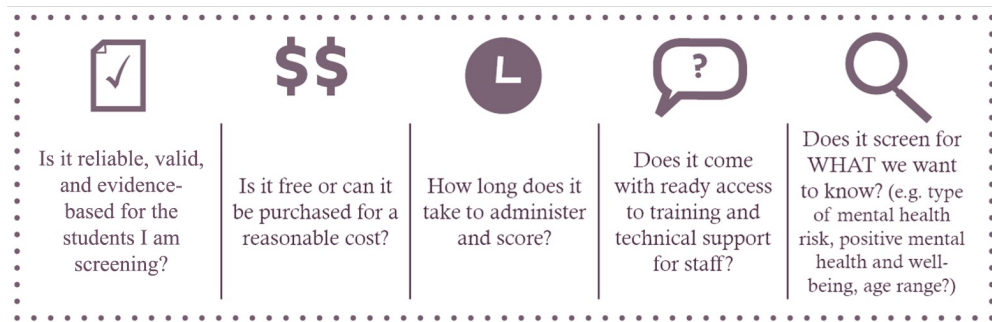 $$
?
Is it reliable, valid,
and evidence-
based for the
students I am
screening?
Is it free or can it
be purchased for a
reasonable cost?
How long does it
take to administer
and score?
Does it come
with ready access
to training and
technical support
for staff?
Does it screen for
WHAT we want
to know? (e.g. type
of mental health
risk, positive mental
health and well-
being, age range?)